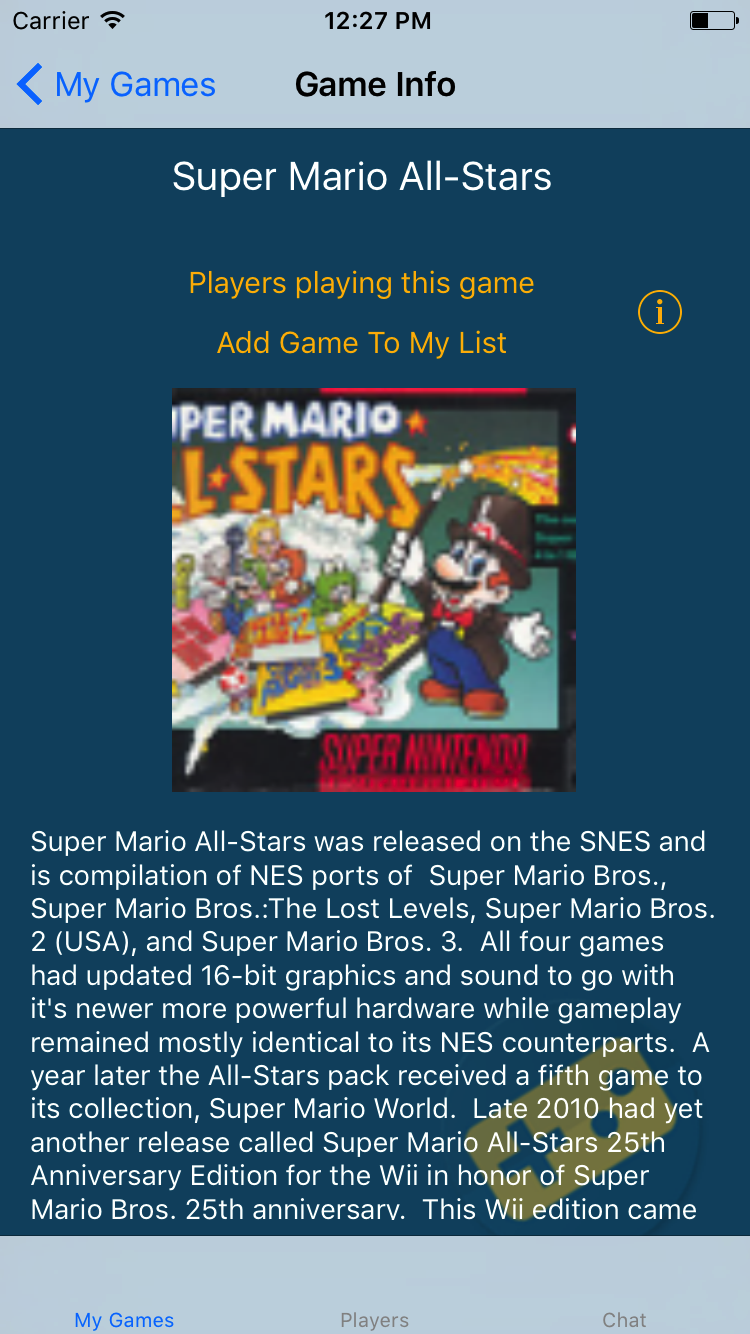 Carrier 12:27 PM
My Games Game Info
Super Mario All-Stars
Players playing this game
Add Game To My List
i
UPER MARIO
L STARS
2
3
SUPER NINTENDO
Super Mario All-Stars was released on the SNES and
is compilation of NES ports of  Super Mario Bros.,
Super Mario Bros.:The Lost Levels, Super Mario Bros.
2 (USA), and Super Mario Bros. 3.  All four games
had updated 16-bit graphics and sound to go with
it's newer more powerful hardware while gameplay
remained mostly identical to its NES counterparts.  A
year later the All-Stars pack received a fifth game to
its collection, Super Mario World.  Late 2010 had yet
another release called Super Mario All-Stars 25th
Anniversary Edition for the Wii in honor of Super
Mario Bros. 25th anniversary.  This Wii edition came
My Games Players Chat